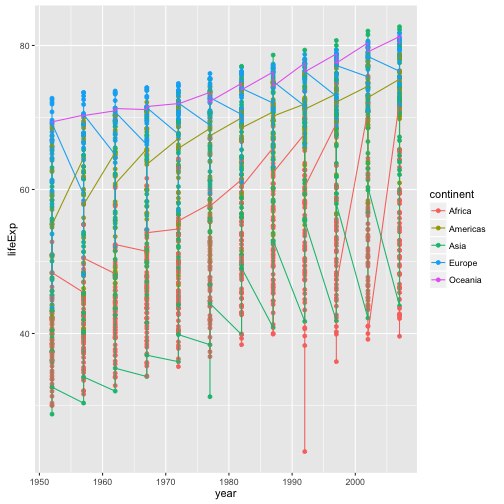 80
60
40
lifeExp
1950
1960
1970
1980
1990
2000
year
continent
Africa
Americas
Asia
Europe
Oceania